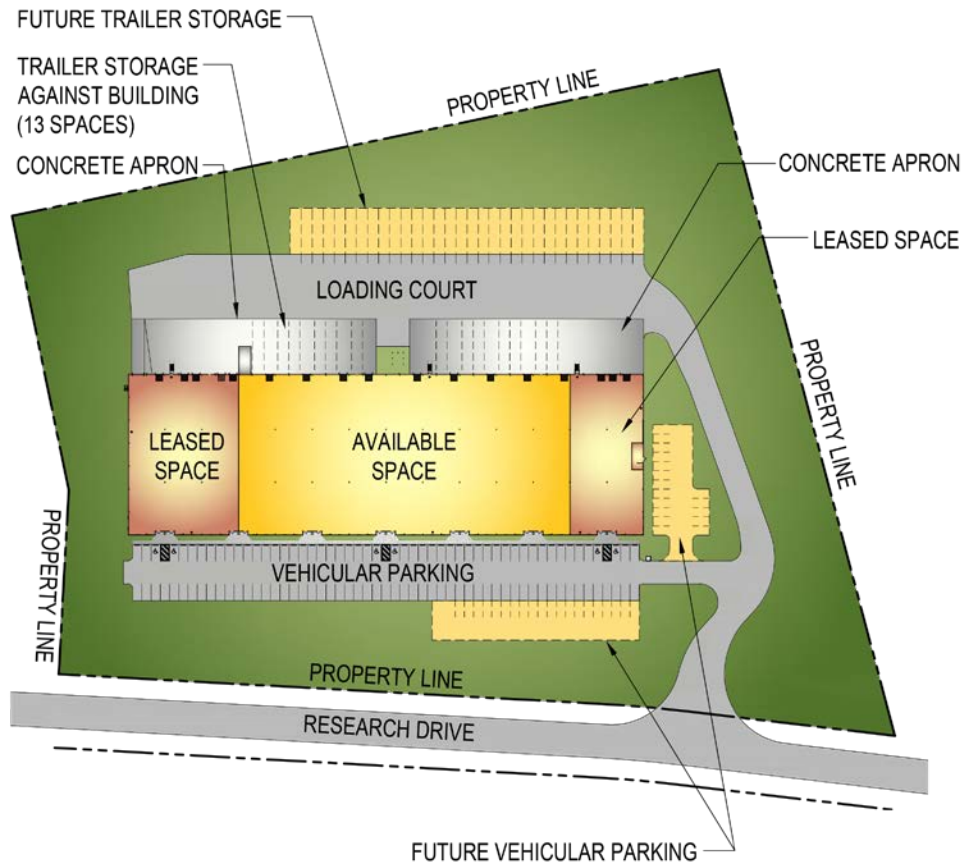 FUTURE TRAILER STORAGE
TRAILER STORAGE
AGAINST BUILDING
(13 SPACES)
CONCRETE APRON
PROPERTY LINE
CONCRETE APRON
LEASED SPACE
LOADING COURT
PROPERTY LINE
LEASED
SPACE
AVAILABLE
SPACE
PROPERTY LINE
VEHICULAR PARKING
PROPERTY LINE
RESEARCH DRIVE
FUTURE VEHICULAR PARKING